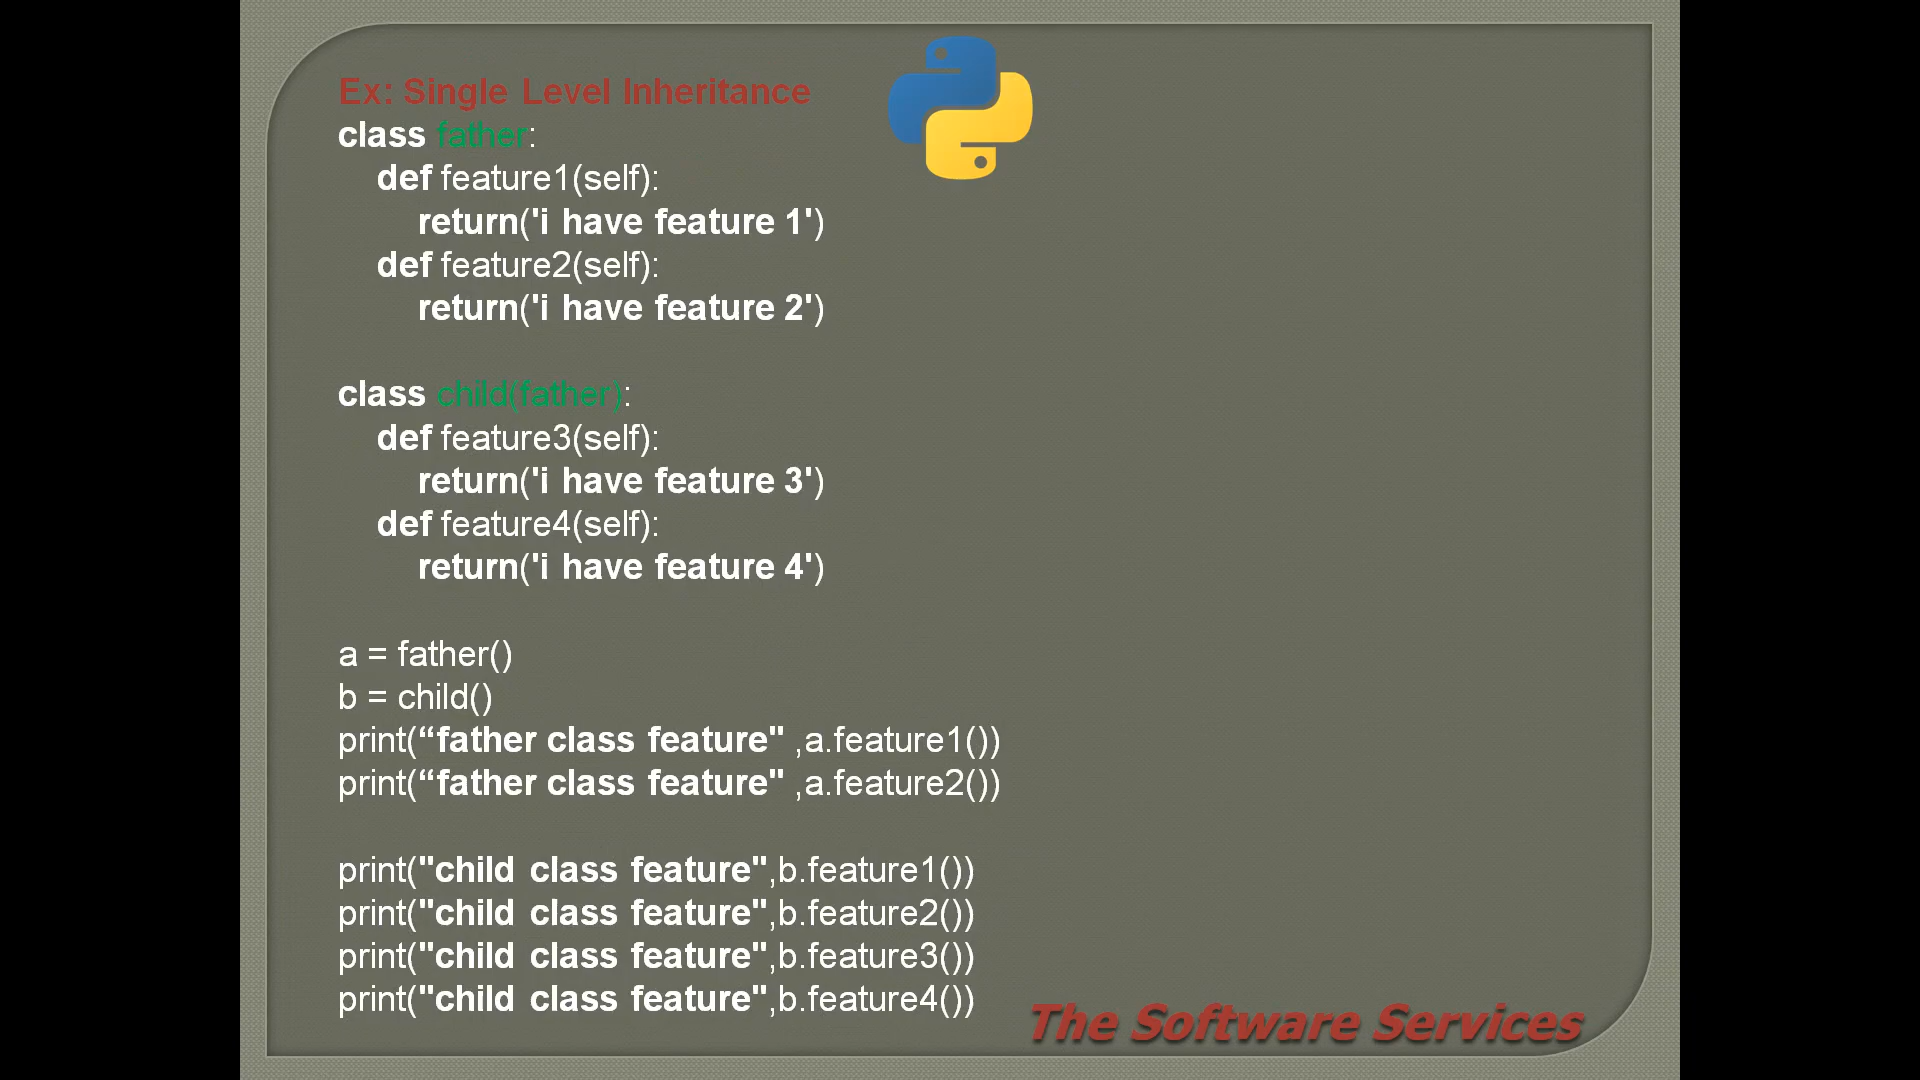 Ex: Single Level Inheritance
class father:
def feature1(self):
return('i have feature 1')
def feature2(self):
return('i have feature 2')
class child(father):
def feature3(self):
return('i have feature 3')
def feature4(self):
return('i have feature 4')
a = father()
b = child()
print(“father class feature" ,a.feature1())
print(“father class feature" ,a.feature2())
print("child class feature",b.feature1())
print("child class feature",b.feature2())
print("child class feature",b.feature3())
print("child class feature",b.feature4())
The Software Services